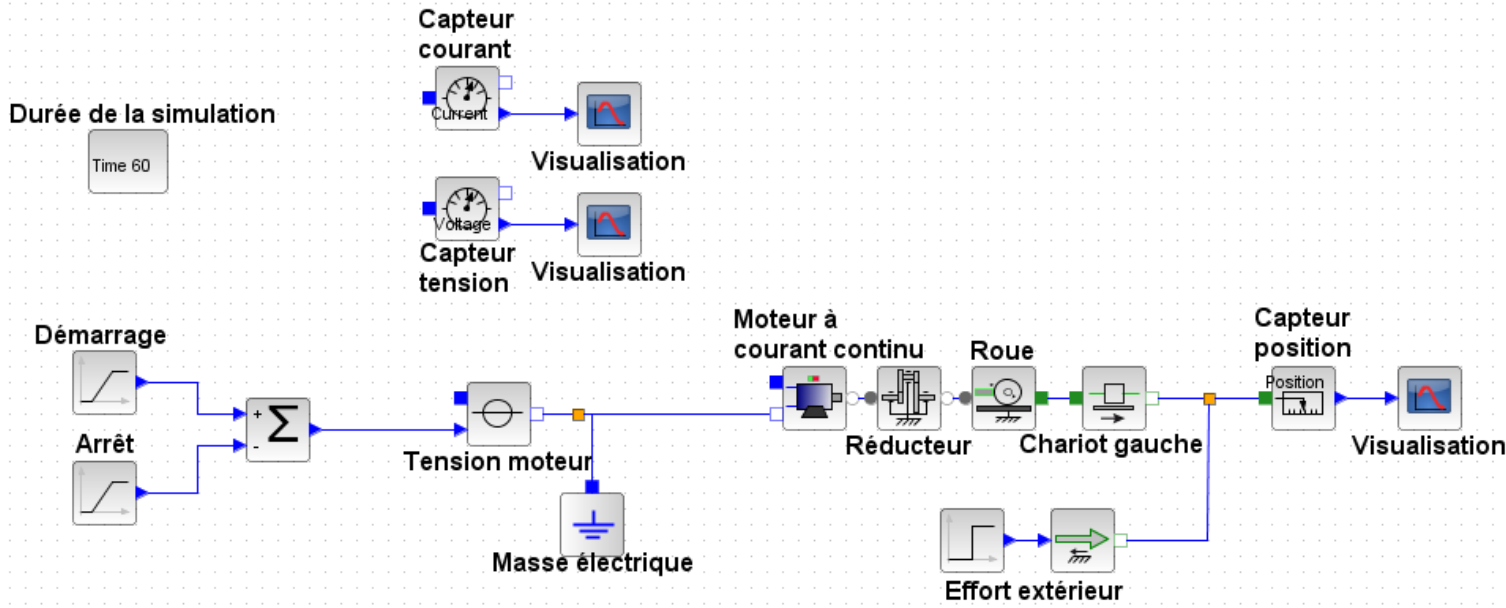 Capteur
courant
Current
Visualisation
Durée de la simulation
Time 60
Voltage
Capteur
tension
Visualisation
Démarrage
Arrêt
+
Σ
-
Tension moteur
Masse électrique
Moteur à
courant continu
Réducteur
Roue
Chariot gauche
Capteur
position
Position
Visualisation
Effort extérieur